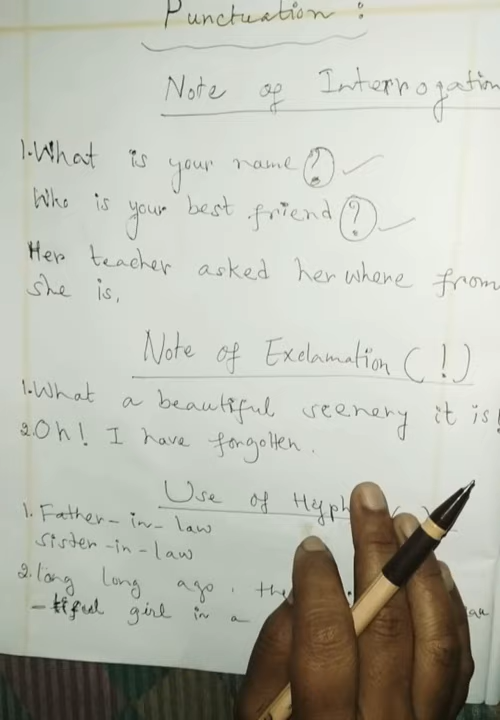 Punctuation :
Note of Interrogation
1. What is your name ?
Who is your best friend ?
Her teacher asked her where from
she is.
Note of Exclamation ( ! )
1. What a beautiful scenery it is !
2. Oh! I have forgotten.
Use of Hyph
1. Father-in-law
sister-in-law
2. long long ago, the
girl in a